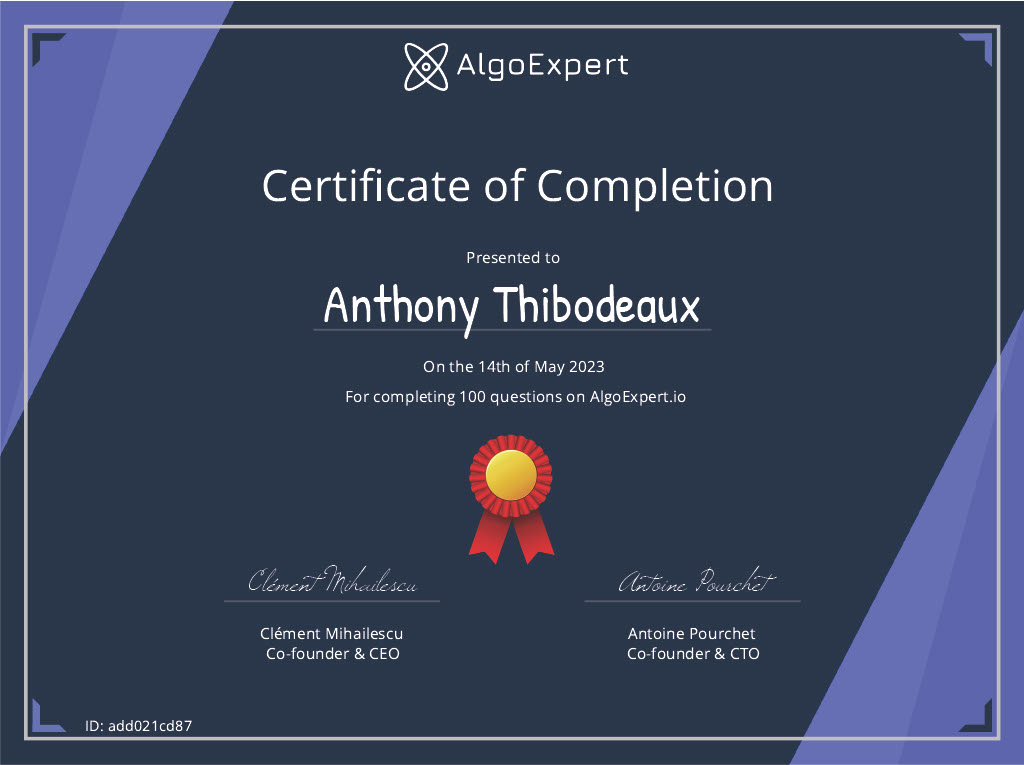 AlgoExpert
Certificate of Completion
Presented to
Anthony Thibodeaux
On the 14th of May 2023
For completing 100 questions on AlgoExpert.io
Clément Mihailescu
Antoine Pourchet
Clément Mihailescu
Co-founder & CEO
Antoine Pourchet
Co-founder & CTO
ID: add021cd87